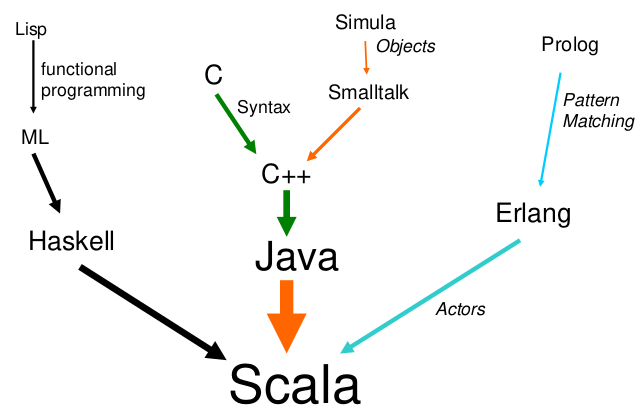 Simula
Lisp
Objects
Prolog
functional
programming
C
Smalltalk
Syntax
Pattern
Matching
ML
C++
Erlang
Haskell
Java
Actors
Scala